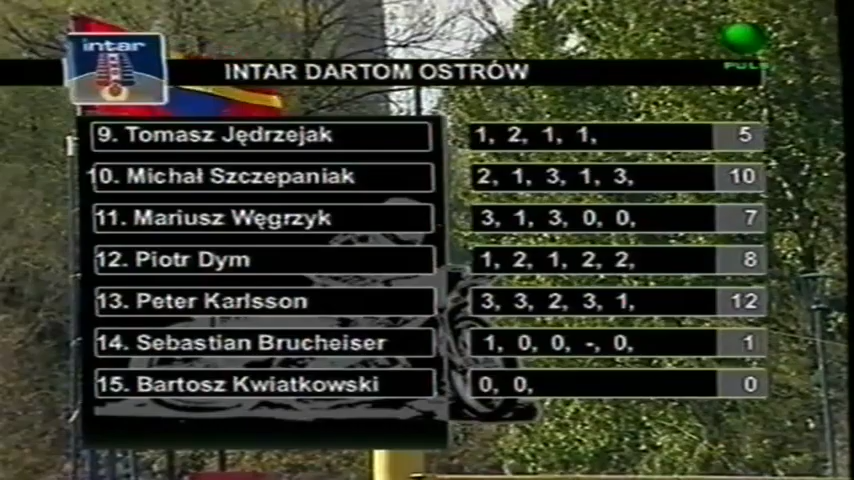 intar
PULS
INTAR DARTOM OSTRÓW
9. Tomasz Jędrzejak 1, 2, 1, 1, 5
10. Michał Szczepaniak 2, 1, 3, 1, 3, 10
11. Mariusz Węgrzyk 3, 1, 3, 0, 0, 7
12. Piotr Dym 1, 2, 1, 2, 2, 8
13. Peter Karlsson 3, 3, 2, 3, 1, 12
14. Sebastian Brucheiser 1, 0, 0, -, 0, 1
15. Bartosz Kwiatkowski 0, 0, 0